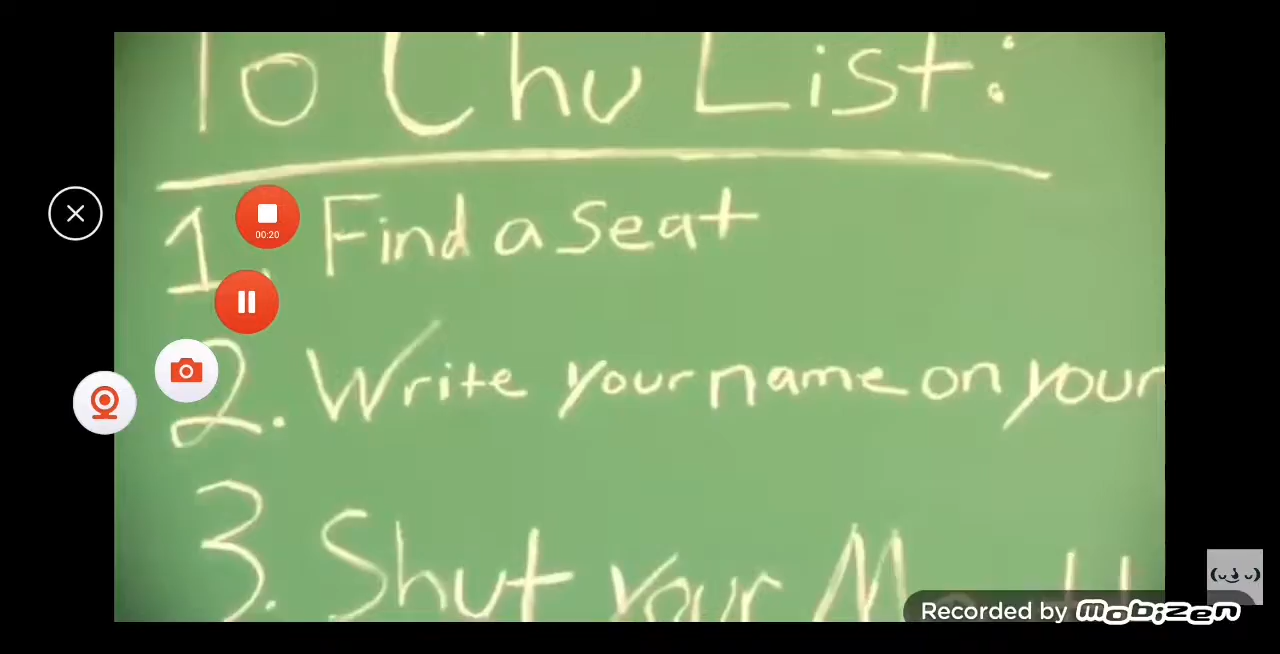 To Chu List:
1. Find a seat
00:20
2. Write your name on your
3. Shut Your
Recorded by Mobizen